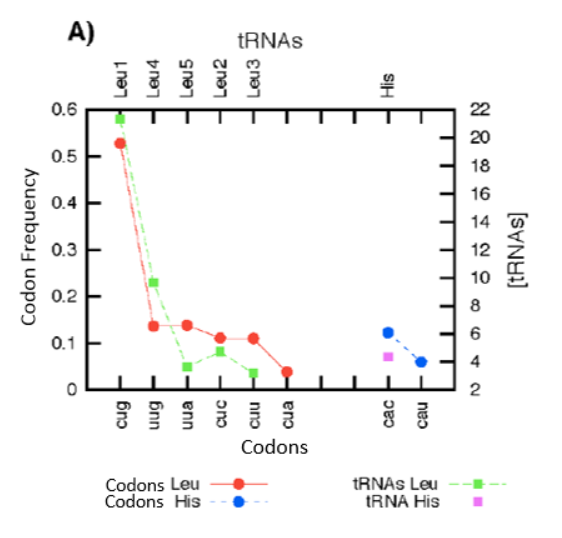 A)
tRNAs
Leu1 Leu4 Leu5 Leu2 Leu3 His
0.6 22
20
0.5 18
16
0.4 14
0.3 12
10
0.2 8
0.1 6
4
0 2
Codon Frequency
[tRNAs]
cug uug uua cuc cuu cua cac cau
Codons
Codons Leu tRNAs Leu
Codons His tRNA His